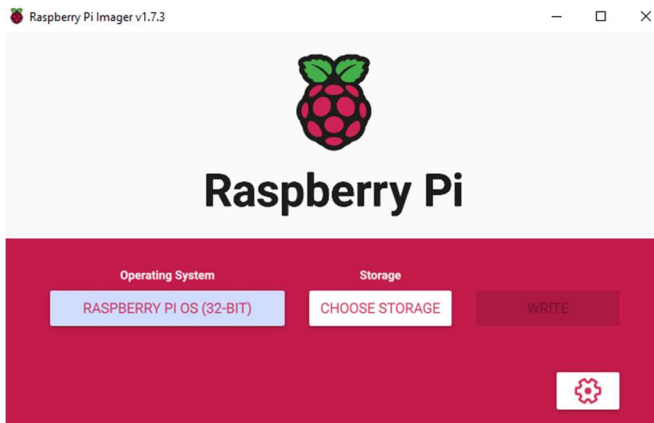 Raspberry Pi Imager v1.7.3
Raspberry Pi
Operating System
Storage
RASPBERRY PI OS (32-BIT)
CHOOSE STORAGE
WRITE